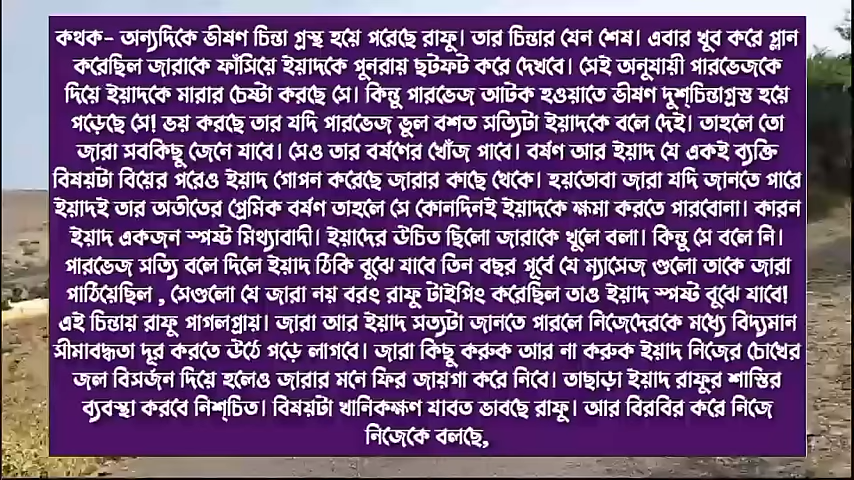 কথক- অন্যদিকে ভীষণ চিন্তা গ্রস্থ হয়ে পরেছে রাফু। তার চিন্তার যেন শেষ। এবার খুব করে প্লান
করেছিল জারাকে ফাঁসিয়ে ইয়াদকে পুনরায় ছটফট করে দেখবে। সেই অনুযায়ী পারভেজকে
দিয়ে ইয়াদকে মারার চেষ্টা করছে সে। কিন্তু পারভেজ আটক হওয়াতে ভীষণ দুশ্চিন্তাগ্রস্ত হয়ে
পড়েছে সে! ভয় করছে তার যদি পারভেজ ভুল বশত সত্যিটা ইয়াদকে বলে দেই। তাহলে তো
জারা সবকিছু জেনে যাবে। সেও তার বর্ষণের খোঁজ পাবে। বর্ষণ আর ইয়াদ যে একই ব্যক্তি
বিষয়টা বিয়ের পরেও ইয়াদ গোপন করেছে জারার কাছে থেকে। হয়তোবা জারা যদি জানতে পারে
ইয়াদই তার অতীতের প্রেমিক বর্ষণ তাহলে সে কোনদিনই ইয়াদকে ক্ষমা করতে পারবোনা। কারন
ইয়াদ একজন স্পষ্ট মিথ্যাবাদী। ইয়াদের উচিত ছিলো জারাকে খুলে বলা। কিন্তু সে বলে নি।
পারভেজ সত্যি বলে দিলে ইয়াদ ঠিকি বুঝে যাবে তিন বছর পূর্বে যে ম্যাসেজ গুলো তাকে জারা
পাঠিয়েছিল , সেগুলো যে জারা নয় বরং রাফু টাইপিং করেছিল তাও ইয়াদ স্পষ্ট বুঝে যাবে!
এই চিন্তায় রাফু পাগলপ্রায়। জারা আর ইয়াদ সত্যটা জানতে পারলে নিজেদেরকে মধ্যে বিদ্যমান
সীমাবদ্ধতা দূর করতে উঠে পড়ে লাগবে। জারা কিছু করুক আর না করুক ইয়াদ নিজের চোখের
জল বিসর্জন দিয়ে হলেও জারার মনে ফির জায়গা করে নিবে। তাছাড়া ইয়াদ রাফুর শাস্তির
ব্যবস্থা করবে নিশ্চিত। বিষয়টা খানিকক্ষণ যাবত ভাবছে রাফু। আর বিরবির করে নিজে
নিজেকে বলছে,